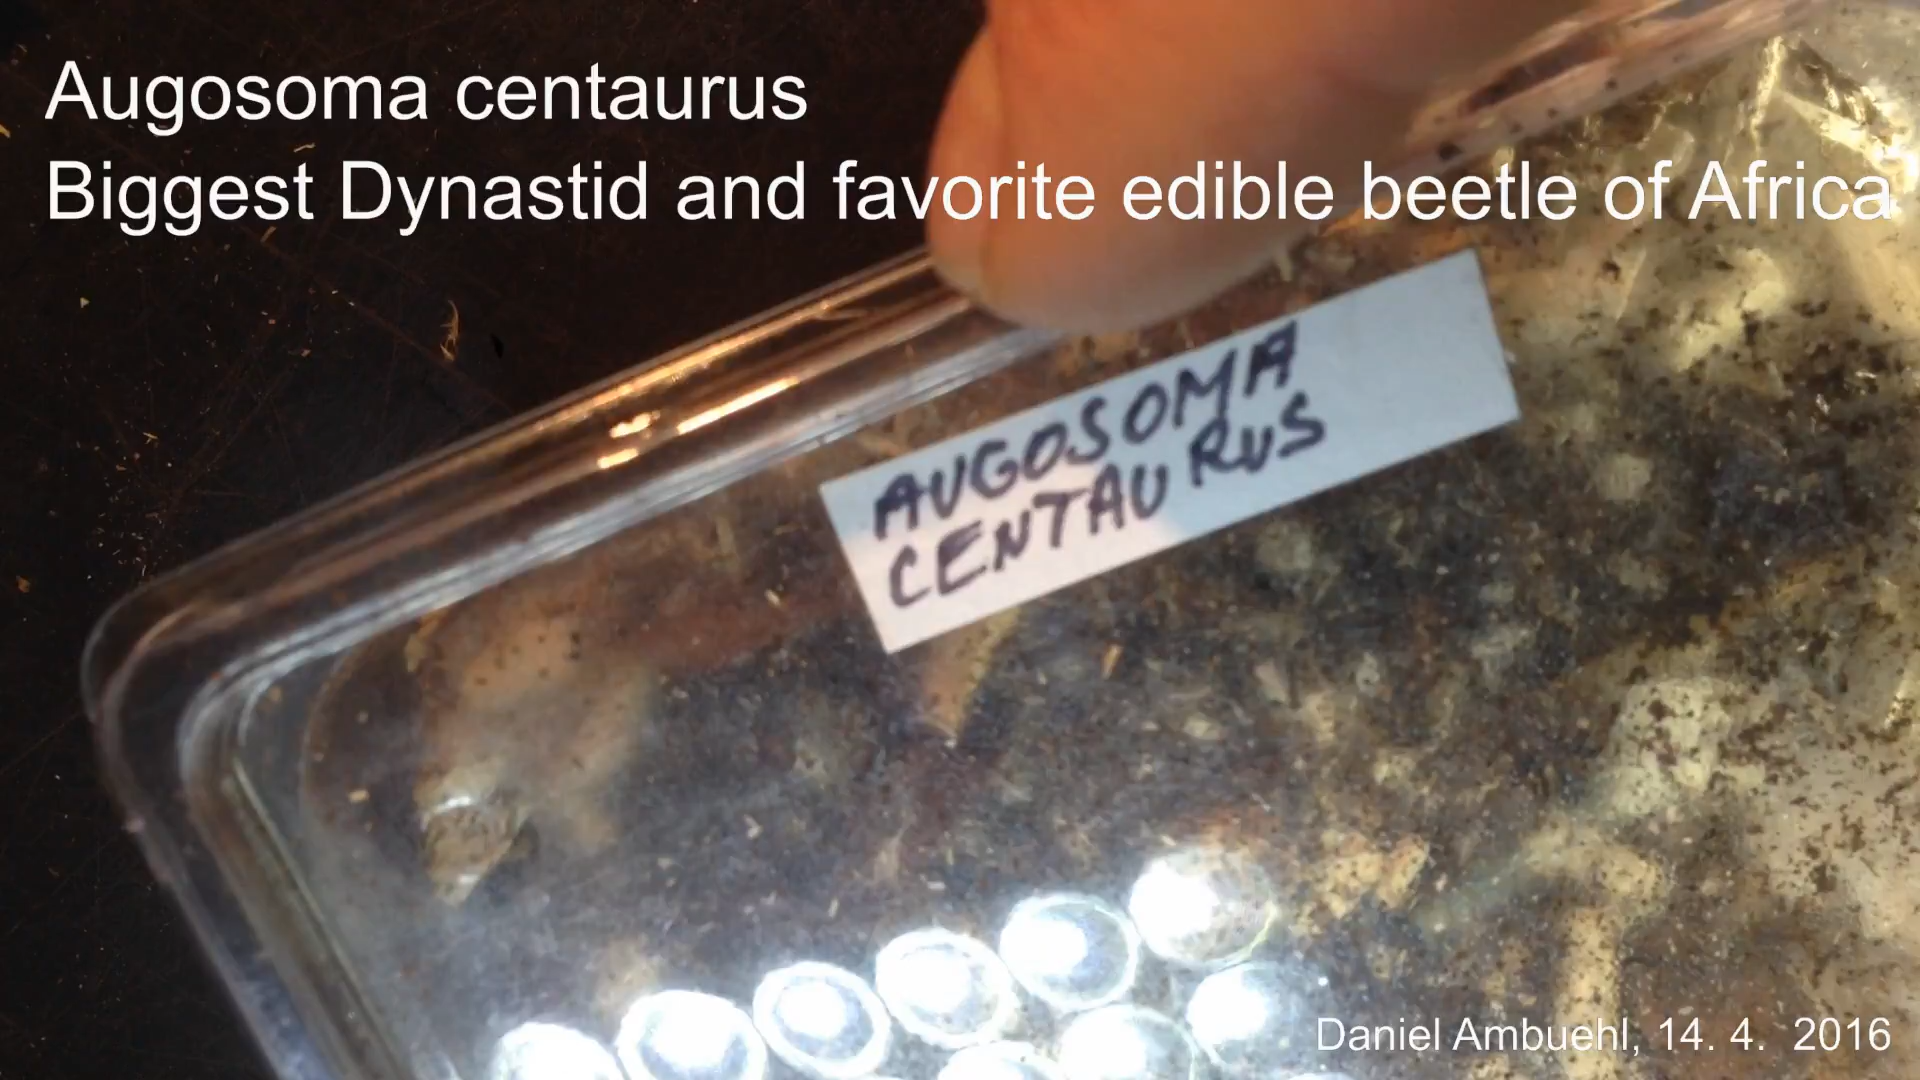 Augosoma centaurus
Biggest Dynastid and favorite edible beetle of Africa
AUGOSOMA
CENTAURUS
Daniel Ambuehl, 14. 4. 2016